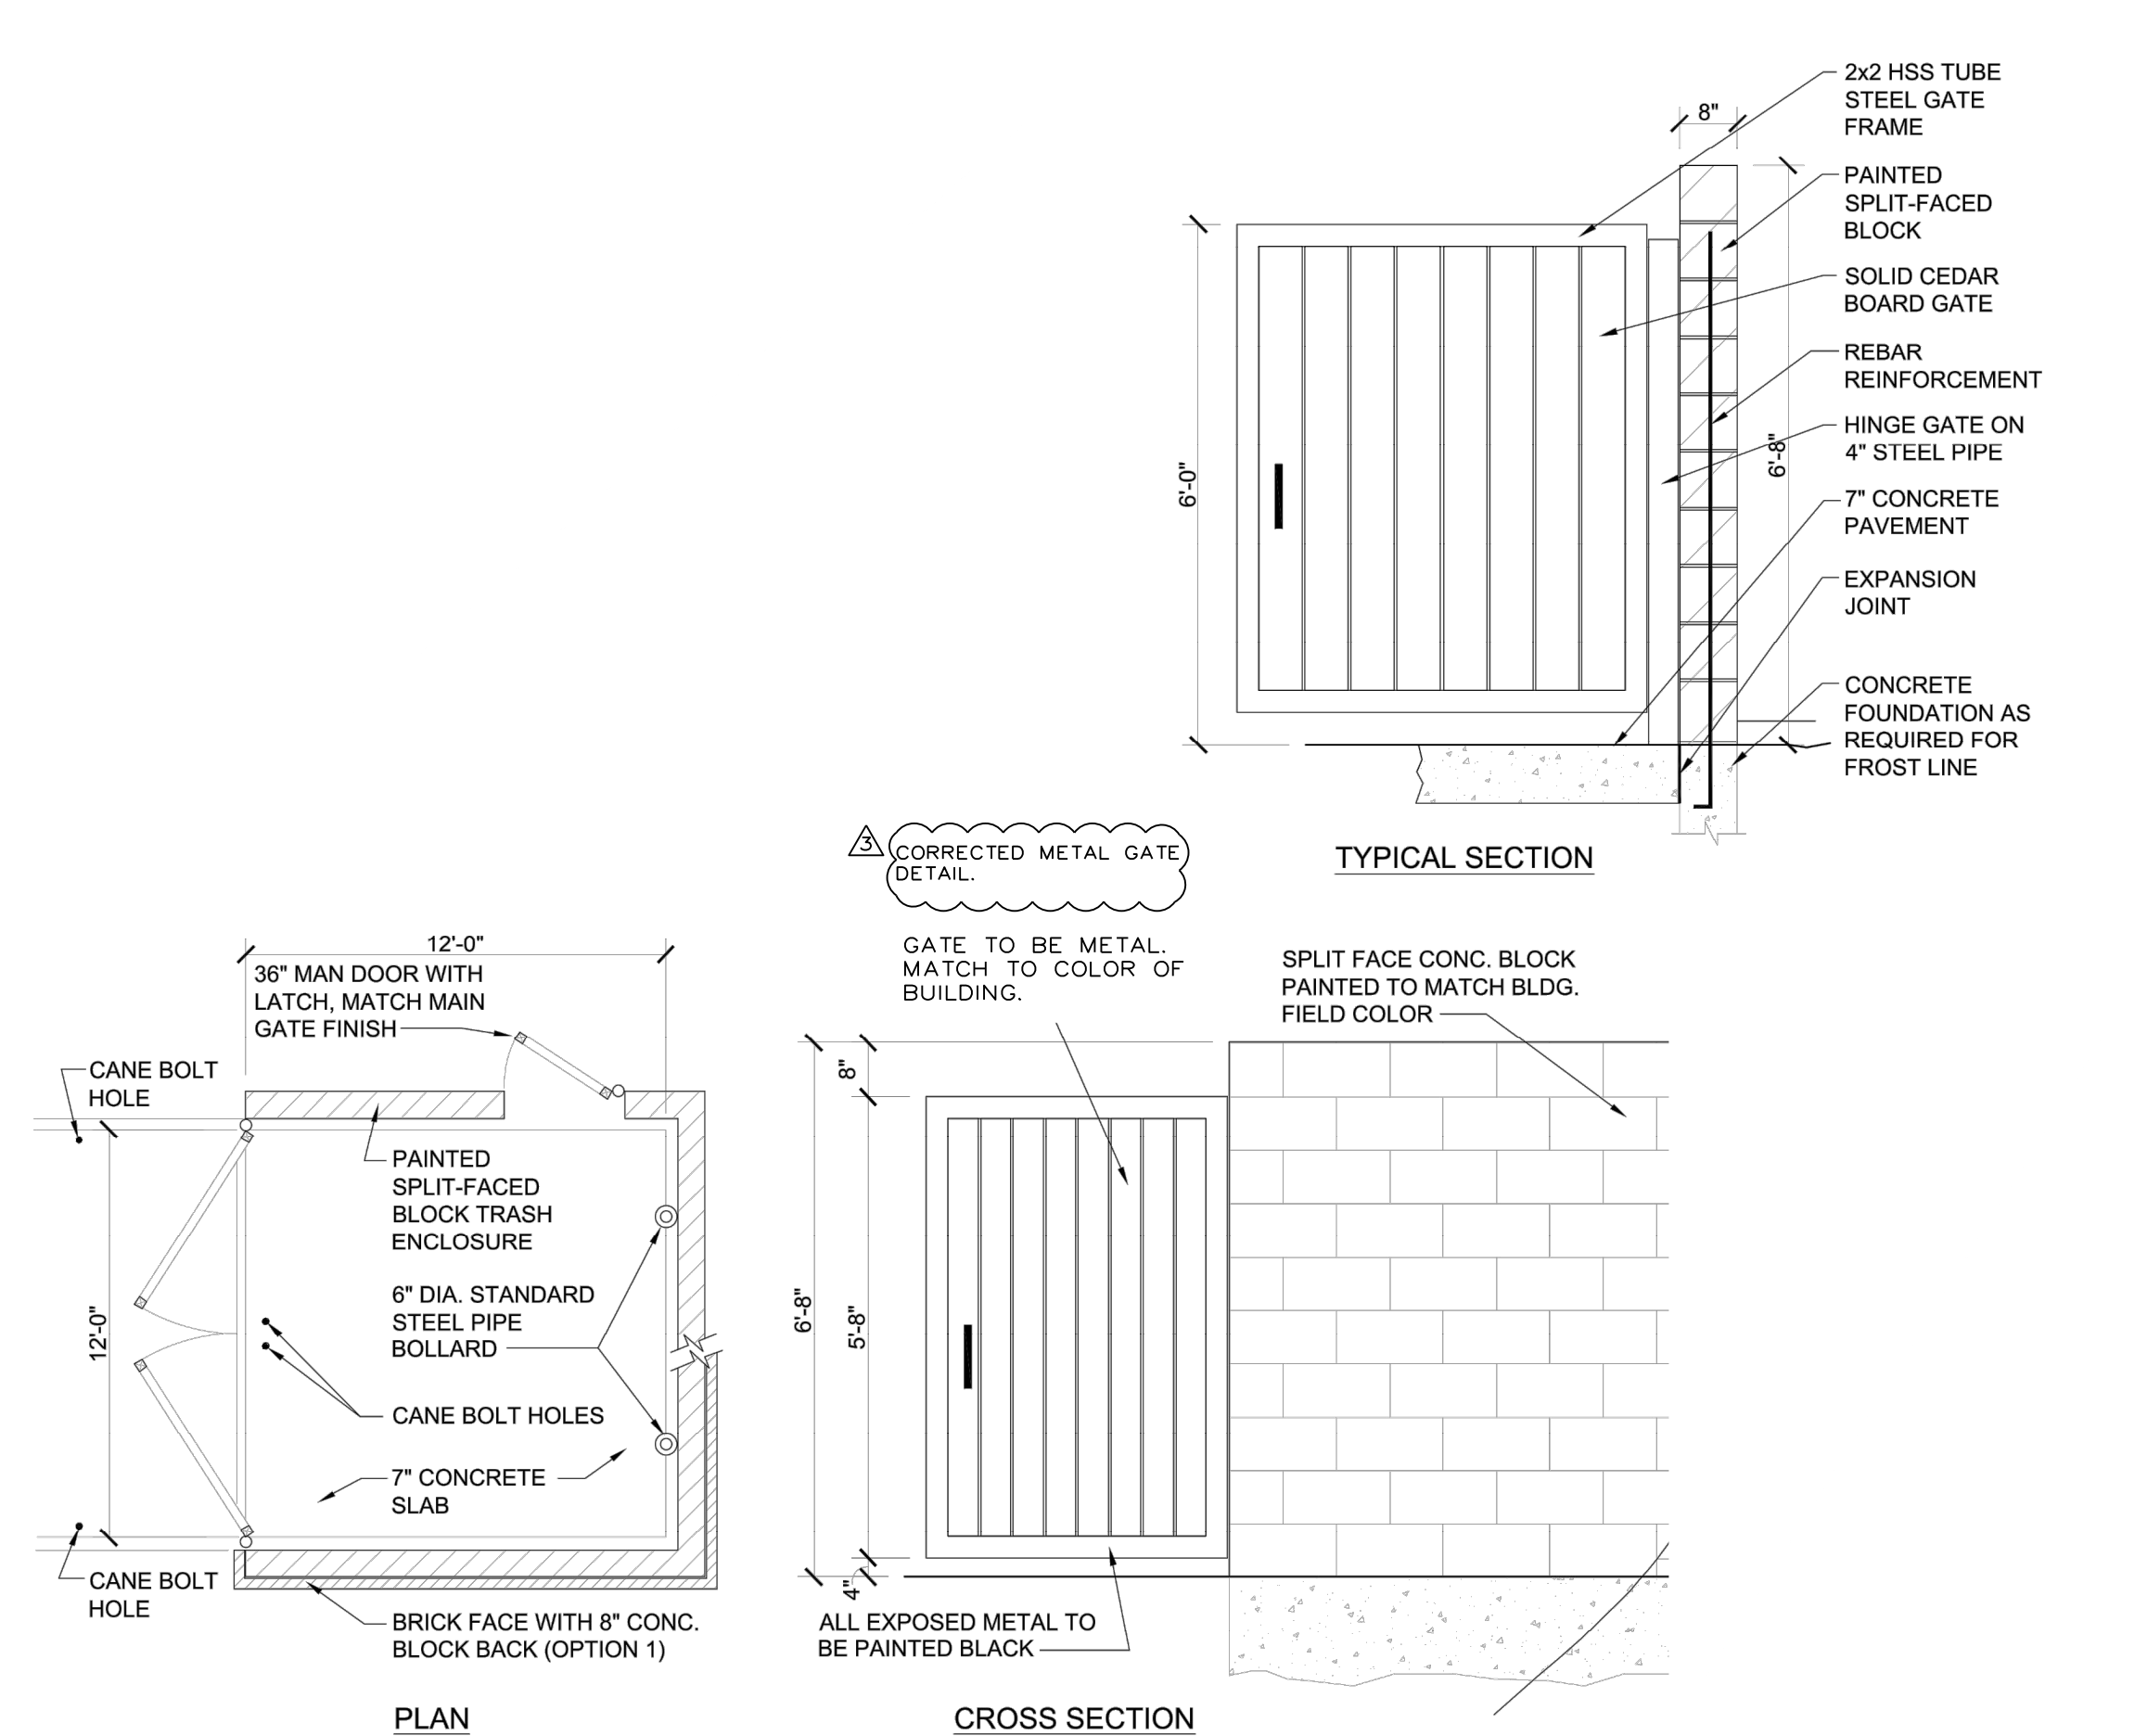 2x2 HSS TUBE
STEEL GATE
FRAME
8"
PAINTED
SPLIT-FACED
BLOCK
SOLID CEDAR
BOARD GATE
REBAR
REINFORCEMENT
HINGE GATE ON
4" STEEL PIPE
6'-0"
6'-8"
7" CONCRETE
PAVEMENT
EXPANSION
JOINT
CONCRETE
FOUNDATION AS
REQUIRED FOR
FROST LINE
TYPICAL SECTION
3
CORRECTED METAL GATE
DETAIL.
GATE TO BE METAL.
MATCH TO COLOR OF
BUILDING.
SPLIT FACE CONC. BLOCK
PAINTED TO MATCH BLDG.
FIELD COLOR
8"
6'-8"
5'-8"
4"
ALL EXPOSED METAL TO
BE PAINTED BLACK
CROSS SECTION
12'-0"
36" MAN DOOR WITH
LATCH, MATCH MAIN
GATE FINISH
CANE BOLT
HOLE
PAINTED
SPLIT-FACED
BLOCK TRASH
ENCLOSURE
6" DIA. STANDARD
STEEL PIPE
BOLLARD
12'-0"
CANE BOLT HOLES
7" CONCRETE
SLAB
CANE BOLT
HOLE
BRICK FACE WITH 8" CONC.
BLOCK BACK (OPTION 1)
PLAN